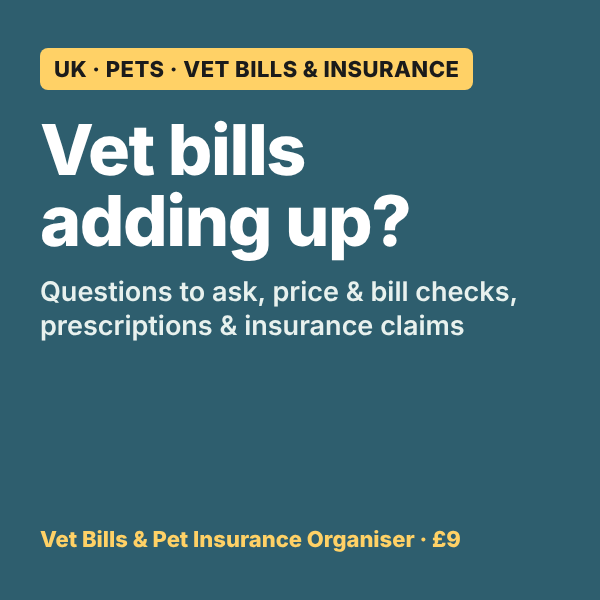 UK · PETS · VET BILLS & INSURANCE
Vet bills
adding up?
Questions to ask, price & bill checks,
prescriptions & insurance claims
Vet Bills & Pet Insurance Organiser · £9